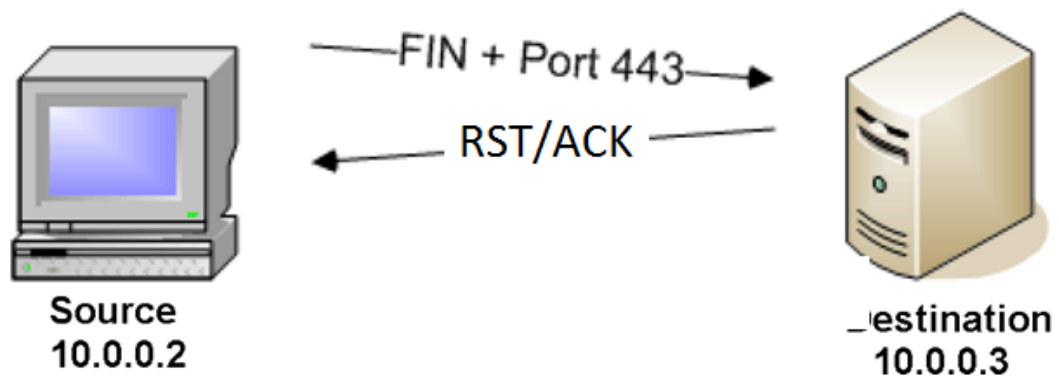 FIN + Port 443
RST/ACK
Source
10.0.0.2
estination
10.0.0.3